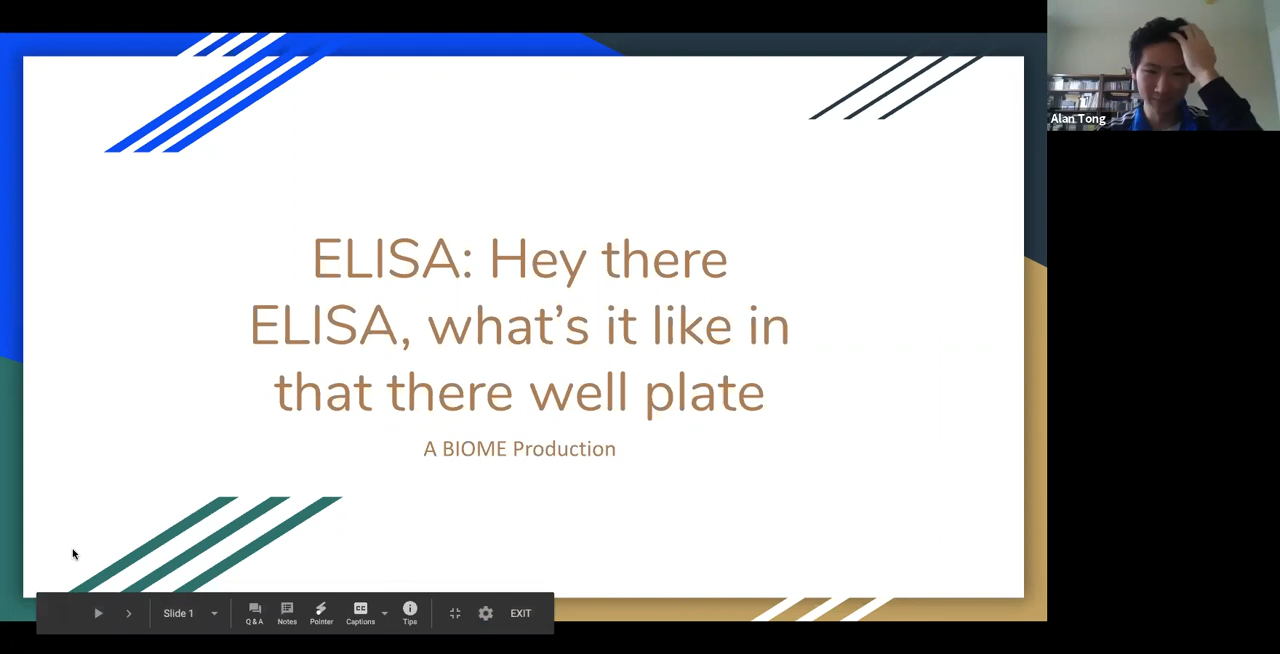 Alan Tong
ELISA: Hey there
ELISA, what's it like in
that there well plate
A BIOME Production
Slide 1
Q & A
Notes
Pointer
CC
Captions
Tips
EXIT